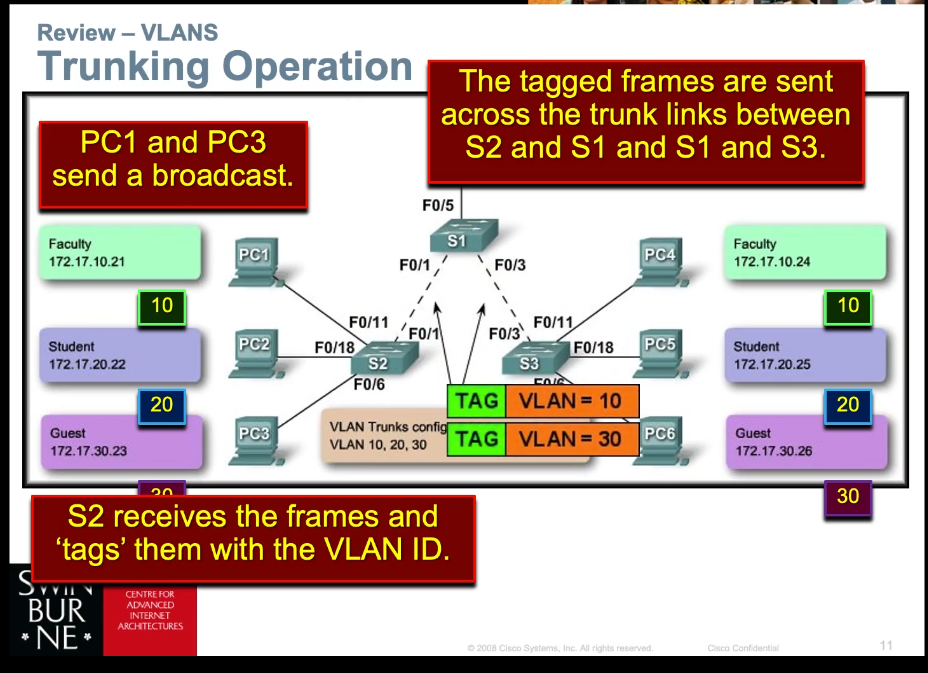 Review – VLANS
Trunking Operation
The tagged frames are sent
across the trunk links between
S2 and S1 and S1 and S3.
PC1 and PC3
send a broadcast.
F0/5
S1
F0/1
F0/3
Faculty
172.17.10.21
10
PC1
PC4
Faculty
172.17.10.24
10
F0/11
F0/1
F0/3
F0/11
Student
172.17.20.22
20
PC2
F0/18
S2
F0/6
S3
F0/18
F0/6
PC5
Student
172.17.20.25
20
TAG VLAN = 10
TAG VLAN = 30
Guest
172.17.30.23
30
PC3
VLAN Trunks config
VLAN 10, 20, 30
PC6
Guest
172.17.30.26
30
S2 receives the frames and
‘tags’ them with the VLAN ID.
SWIN
BUR
* NE *
CENTRE FOR
ADVANCED
INTERNET
ARCHITECTURES
© 2008 Cisco Systems, Inc. All rights reserved.
Cisco Confidential
11